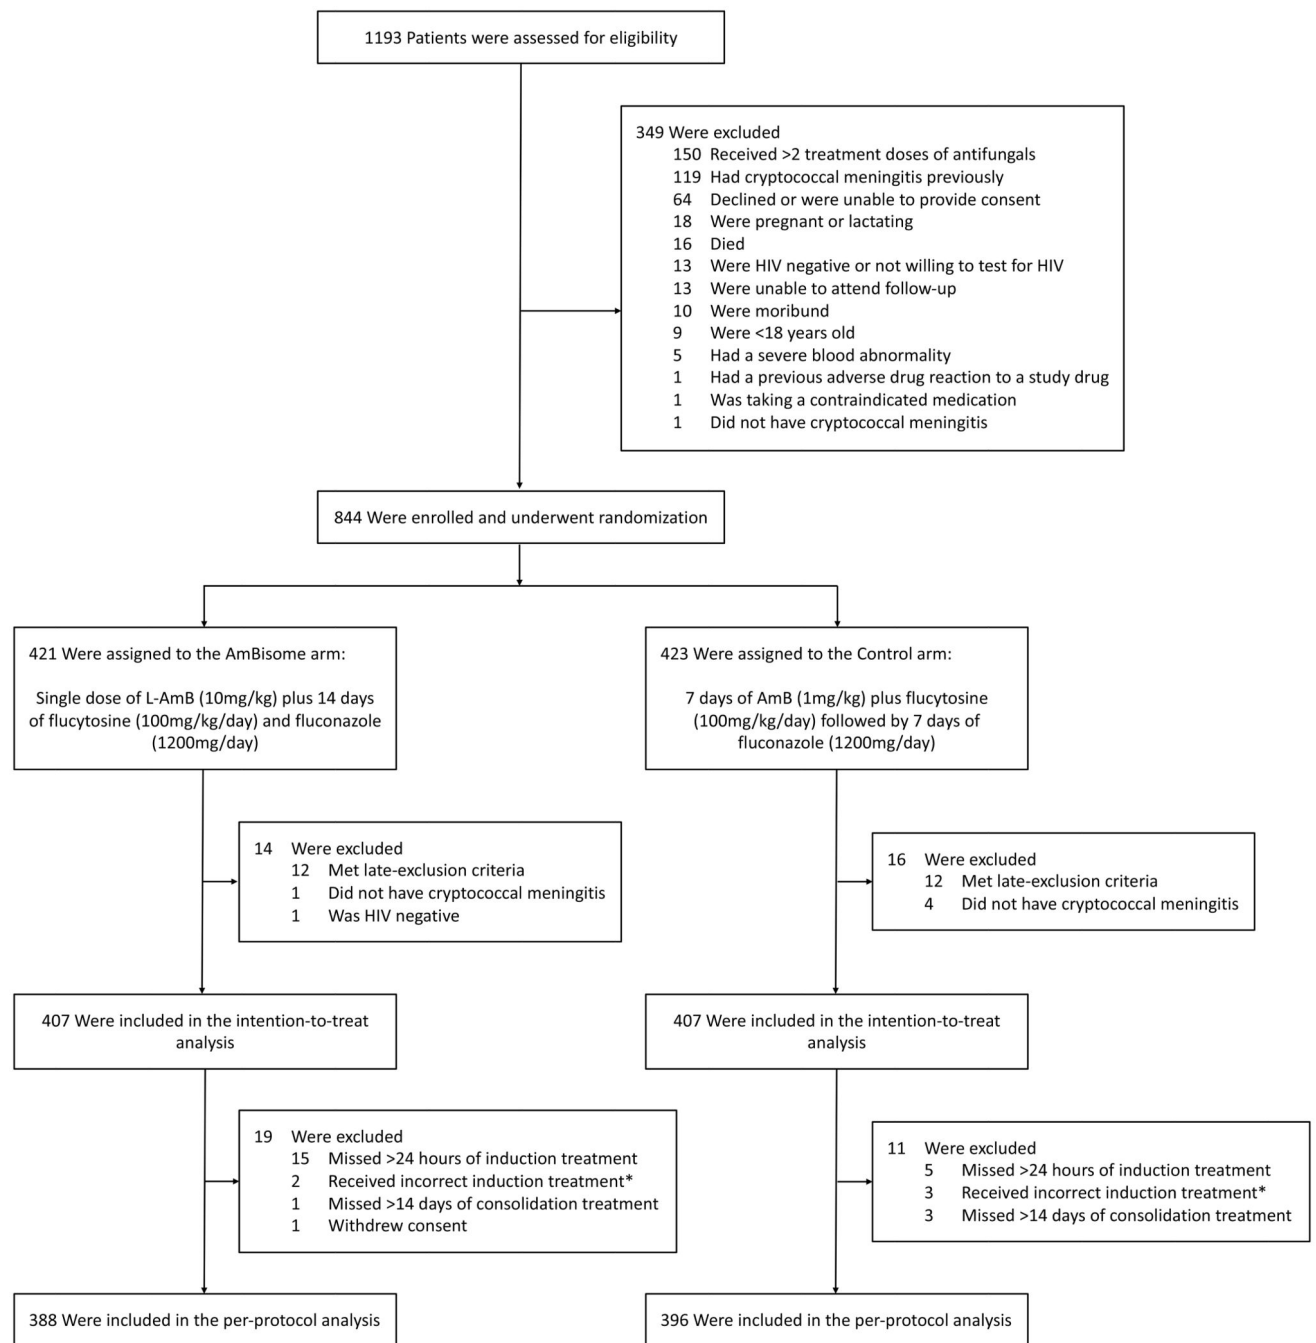 1193 Patients were assessed for eligibility
349 Were excluded
150 Received >2 treatment doses of antifungals
119 Had cryptococcal meningitis previously
64 Declined or were unable to provide consent
18 Were pregnant or lactating
16 Died
13 Were HIV negative or not willing to test for HIV
13 Were unable to attend follow-up
10 Were moribund
9 Were <18 years old
5 Had a severe blood abnormality
1 Had a previous adverse drug reaction to a study drug
1 Was taking a contraindicated medication
1 Did not have cryptococcal meningitis
844 Were enrolled and underwent randomization
421 Were assigned to the AmBisome arm:
Single dose of L-AmB (10mg/kg) plus 14 days
of flucytosine (100mg/kg/day) and fluconazole
(1200mg/day)
423 Were assigned to the Control arm:
7 days of AmB (1mg/kg) plus flucytosine
(100mg/kg/day) followed by 7 days of
fluconazole (1200mg/day)
14 Were excluded
12 Met late-exclusion criteria
1 Did not have cryptococcal meningitis
1 Was HIV negative
16 Were excluded
12 Met late-exclusion criteria
4 Did not have cryptococcal meningitis
407 Were included in the intention-to-treat
analysis
407 Were included in the intention-to-treat
analysis
19 Were excluded
15 Missed >24 hours of induction treatment
2 Received incorrect induction treatment*
1 Missed >14 days of consolidation treatment
1 Withdrew consent
11 Were excluded
5 Missed >24 hours of induction treatment
3 Received incorrect induction treatment*
3 Missed >14 days of consolidation treatment
388 Were included in the per-protocol analysis
396 Were included in the per-protocol analysis